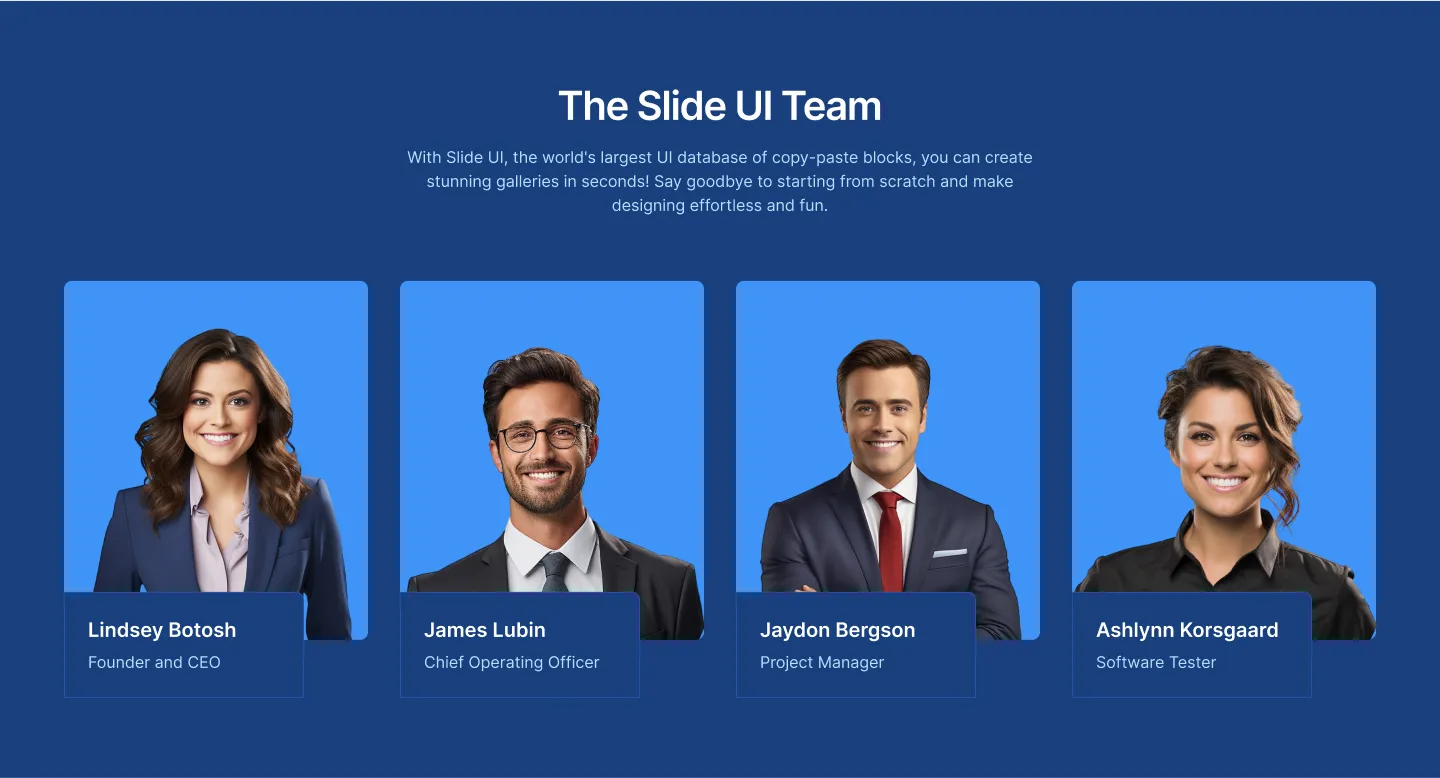 The Slide UI Team
With Slide UI, the world's largest UI database of copy-paste blocks, you can create
stunning galleries in seconds! Say goodbye to starting from scratch and make
designing effortless and fun.
Lindsey Botosh
Founder and CEO
James Lubin
Chief Operating Officer
Jaydon Bergson
Project Manager
Ashlynn Korsgaard
Software Tester